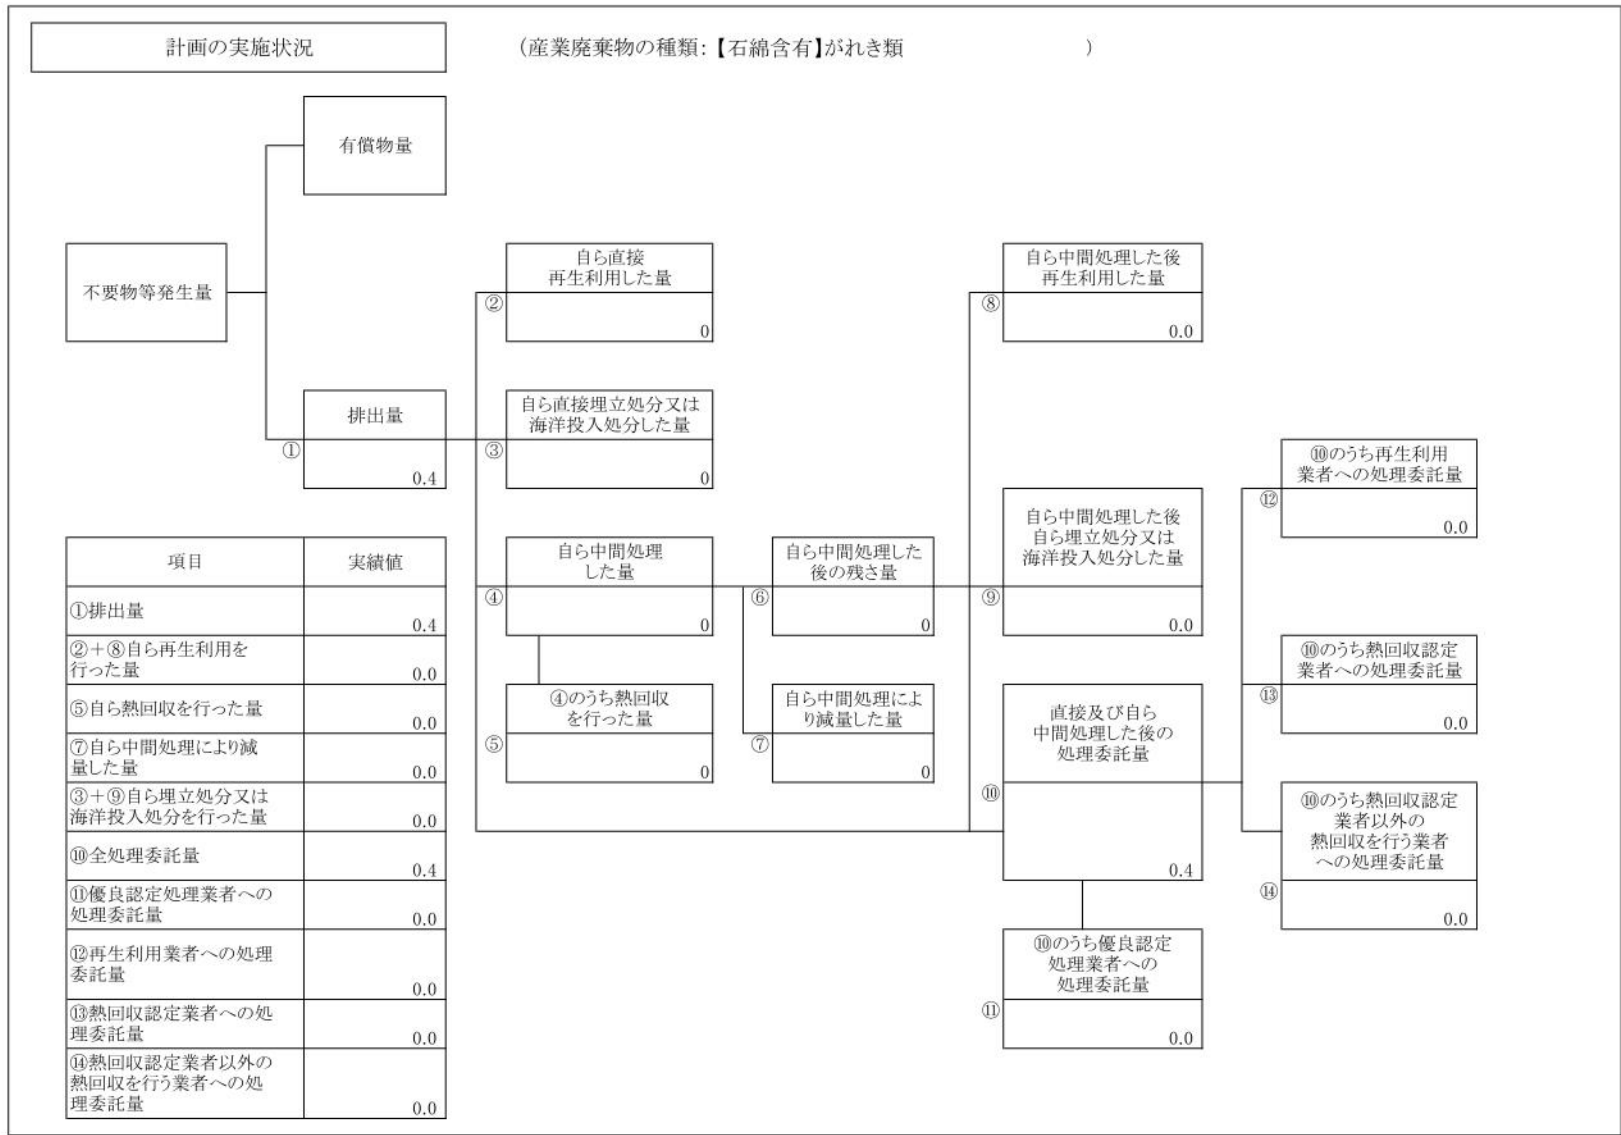 計画の実施状況
（産業廃棄物の種類：【石綿含有】がれき類　　　　　　　　　）
有償物量
不要物等発生量
排出量
①
0.4
自ら直接
再生利用した量
②
0
自ら直接埋立処分又は
海洋投入処分した量
③
0
自ら中間処理
した量
④
0
④のうち熱回収
を行った量
⑤
0
自ら中間処理した
後の残さ量
⑥
0
自ら中間処理によ
り減量した量
⑦
0
自ら中間処理した後
再生利用した量
⑧
0.0
自ら中間処理した後
自ら埋立処分又は
海洋投入処分した量
⑨
0.0
直接及び自ら
中間処理した後の
処理委託量
⑩
0.4
⑩のうち優良認定
処理業者への
処理委託量
⑪
0.0
⑩のうち再生利用
業者への処理委託量
⑫
0.0
⑩のうち熱回収認定
業者への処理委託量
⑬
0.0
⑩のうち熱回収認定
業者以外の
熱回収を行う業者
への処理委託量
⑭
0.0
項目 実績値
①排出量
0.4
②＋⑧自ら再生利用を
行った量
0.0
⑤自ら熱回収を行った量
0.0
⑦自ら中間処理により減
量した量
0.0
③＋⑨自ら埋立処分又は
海洋投入処分を行った量
0.0
⑩全処理委託量
0.4
⑪優良認定処理業者への
処理委託量
0.0
⑫再生利用業者への処理
委託量
0.0
⑬熱回収認定業者への処
理委託量
0.0
⑭熱回収認定業者以外の
熱回収を行う業者への処
理委託量
0.0